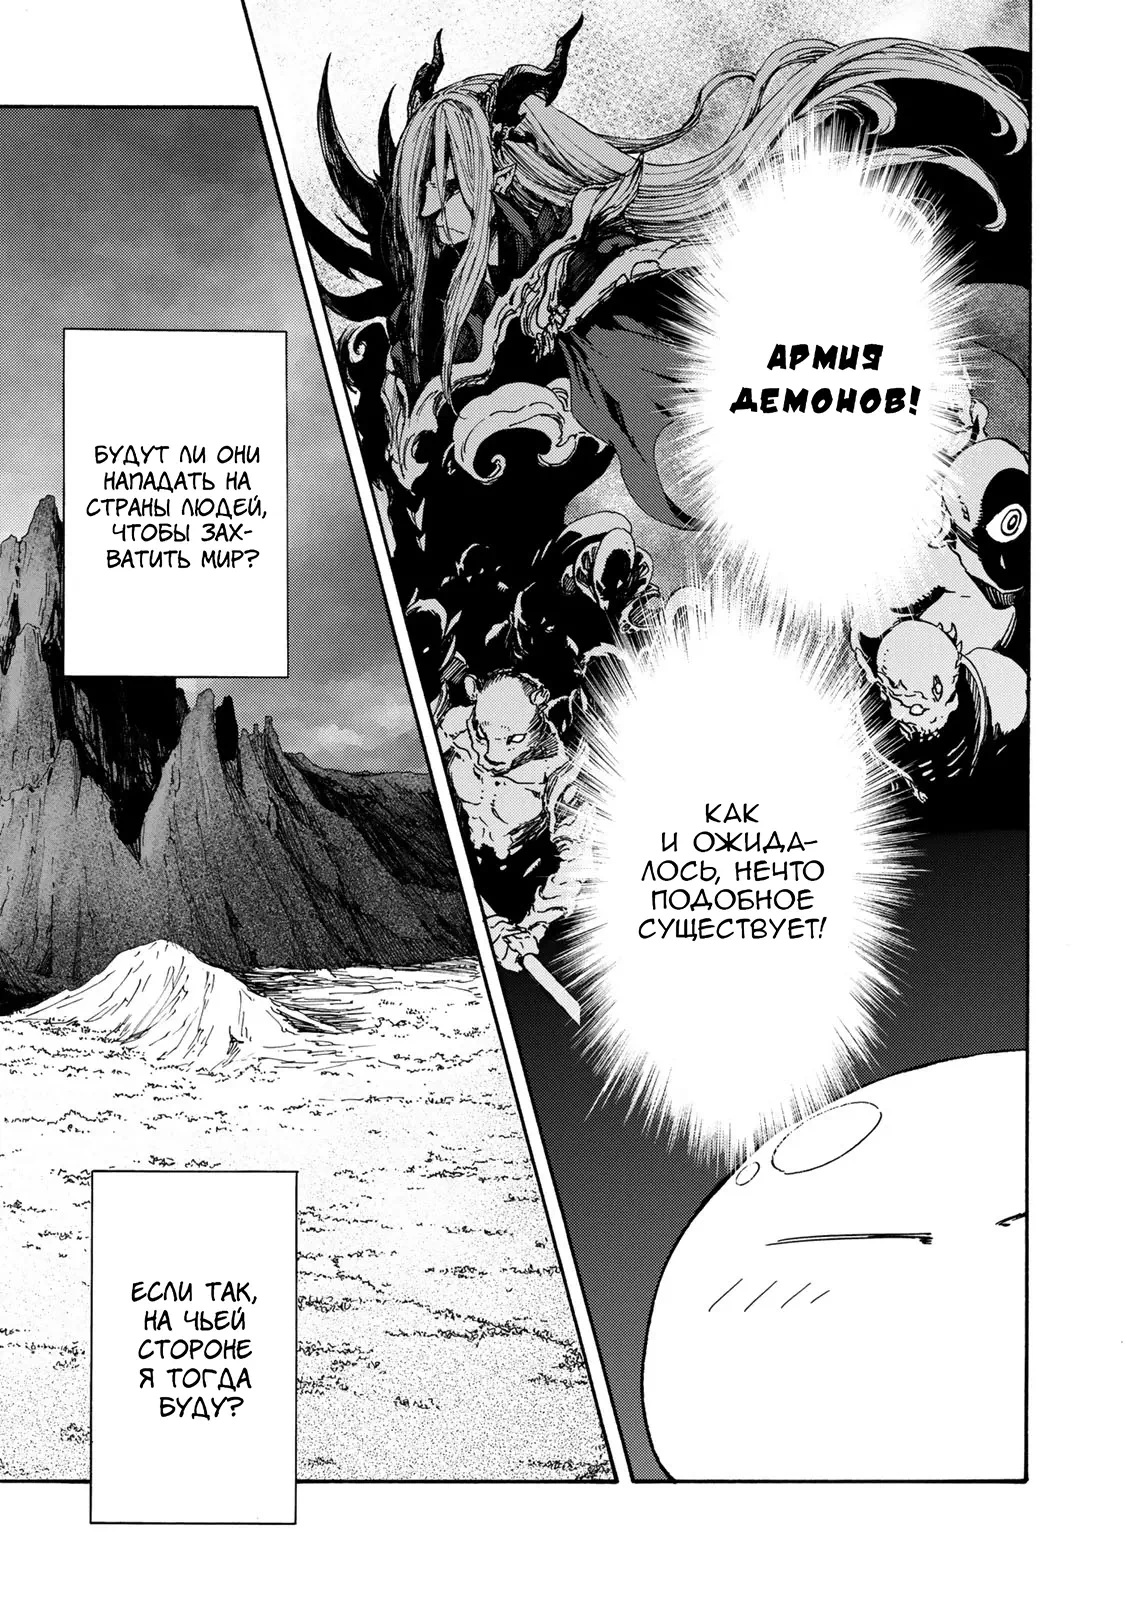 АРМИЯ
ДЕМОНОВ!
КАК
И ОЖИДА-
ЛОСЬ, НЕЧТО
ПОДОБНОЕ
СУЩЕСТВУЕТ!
БУДУТ ЛИ ОНИ
НАПАДАТЬ НА
СТРАНЫ ЛЮДЕЙ,
ЧТОБЫ ЗАХ-
ВАТИТЬ МИР?
ЕСЛИ ТАК,
НА ЧЬЕЙ
СТОРОНЕ
Я ТОГДА
БУДУ?